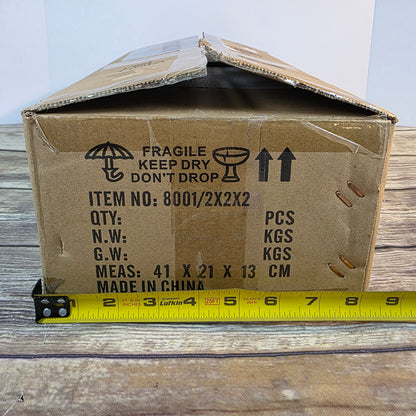 FRAGILE
KEEP DRY
DON'T DROP
ITEM NO: 8001/2X2X2
QTY: PCS
N.W: KGS
G.W: KGS
MEAS: 41 X 21 X 13 CM
MADE IN CHINA
1 2 3 4 5 6 7 8 9
Lufkin